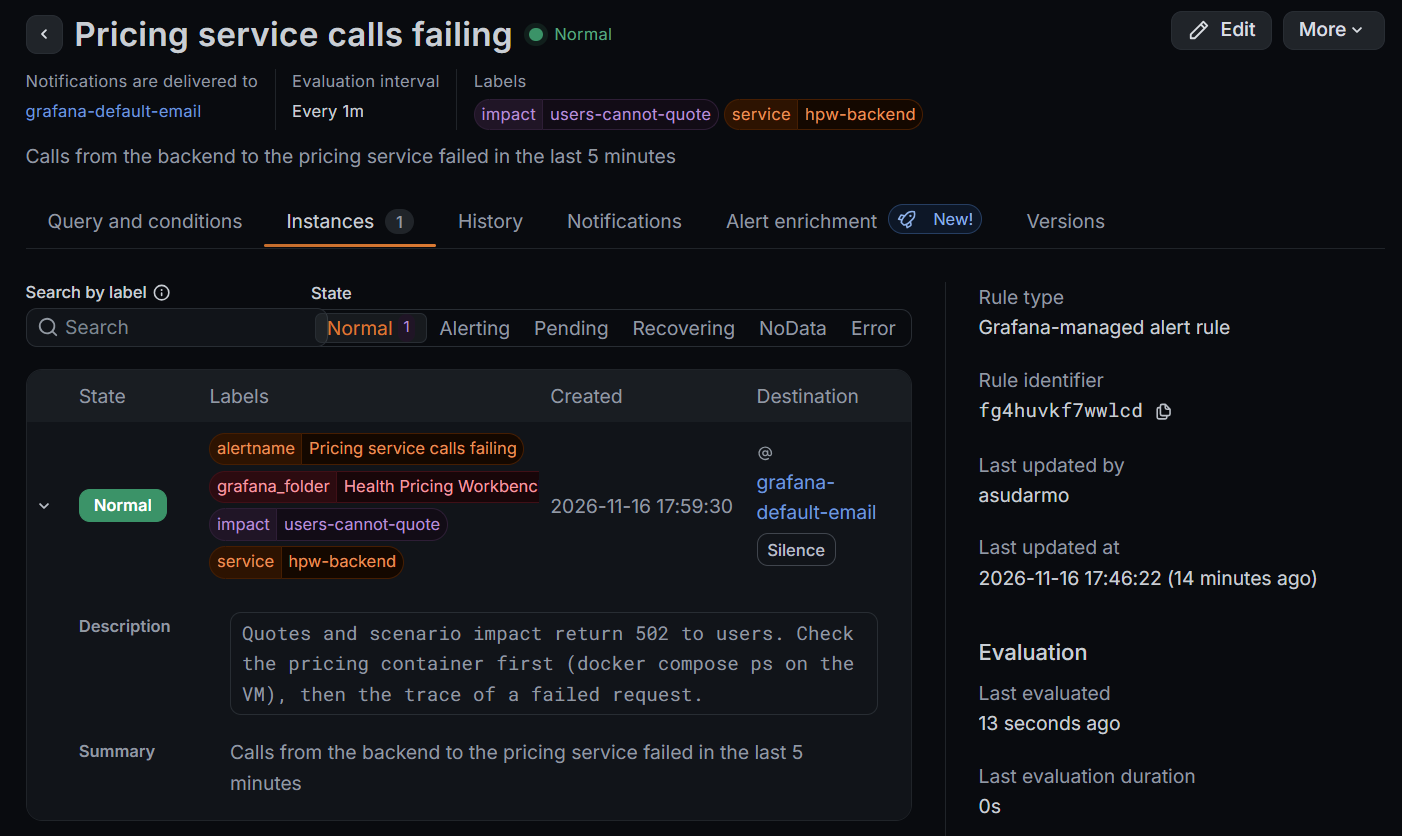 Pricing service calls failing Normal Edit More
Notifications are delivered to Evaluation interval Labels
grafana-default-email Every 1m impact users-cannot-quote service hpw-backend
Calls from the backend to the pricing service failed in the last 5 minutes
Query and conditions Instances 1 History Notifications Alert enrichment New! Versions
Search by label State
Search Normal 1 Alerting Pending Recovering NoData Error
State Labels Created Destination
alertname Pricing service calls failing
grafana_folder Health Pricing Workbenc
impact users-cannot-quote
service hpw-backend
Normal
2026-11-16 17:59:30
@
grafana-
default-email
Silence
Description
Quotes and scenario impact return 502 to users. Check
the pricing container first (docker compose ps on the
VM), then the trace of a failed request.
Summary
Calls from the backend to the pricing service failed in the last 5
minutes
Rule type
Grafana-managed alert rule
Rule identifier
fg4huvkf7wwlcd
Last updated by
asudarmo
Last updated at
2026-11-16 17:46:22 (14 minutes ago)
Evaluation
Last evaluated
13 seconds ago
Last evaluation duration
0s